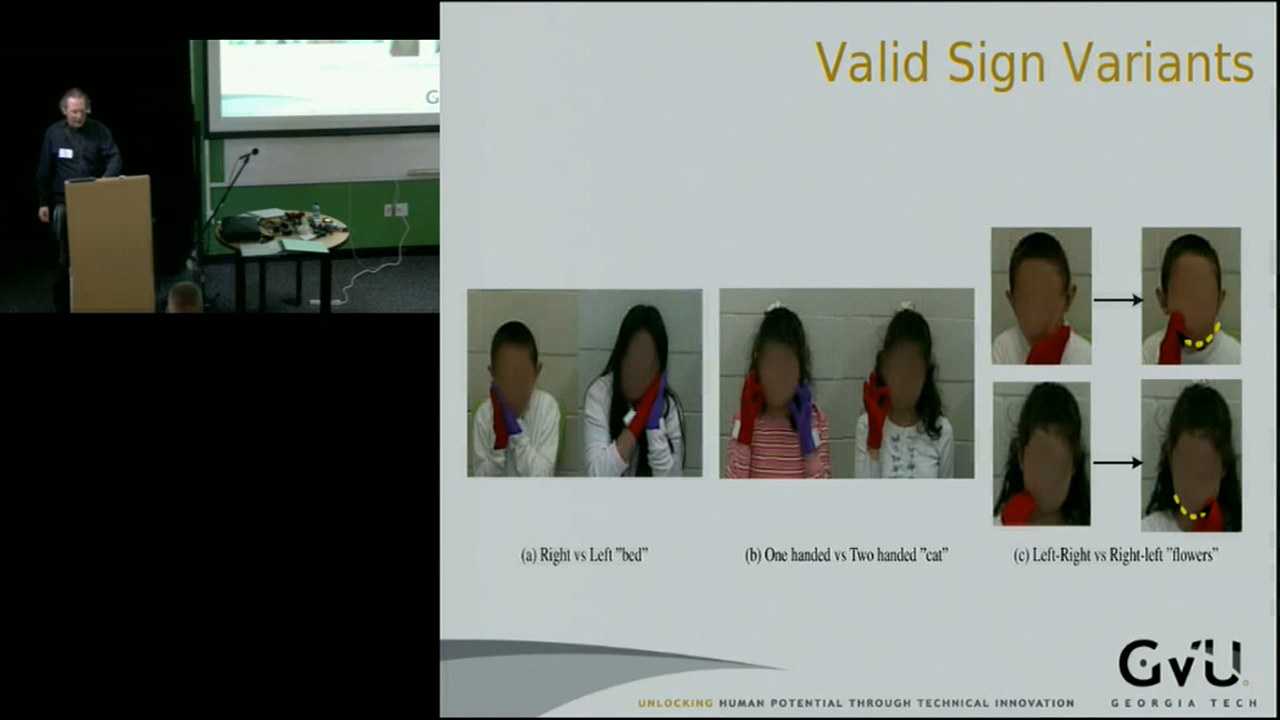 Valid Sign Variants
(a) Right vs Left "bed"
(b) One handed vs Two handed "cat"
(c) Left-Right vs Right-left "flowers"
UNLOCKING HUMAN POTENTIAL THROUGH TECHNICAL INNOVATION
GVU
GEORGIA TECH
G